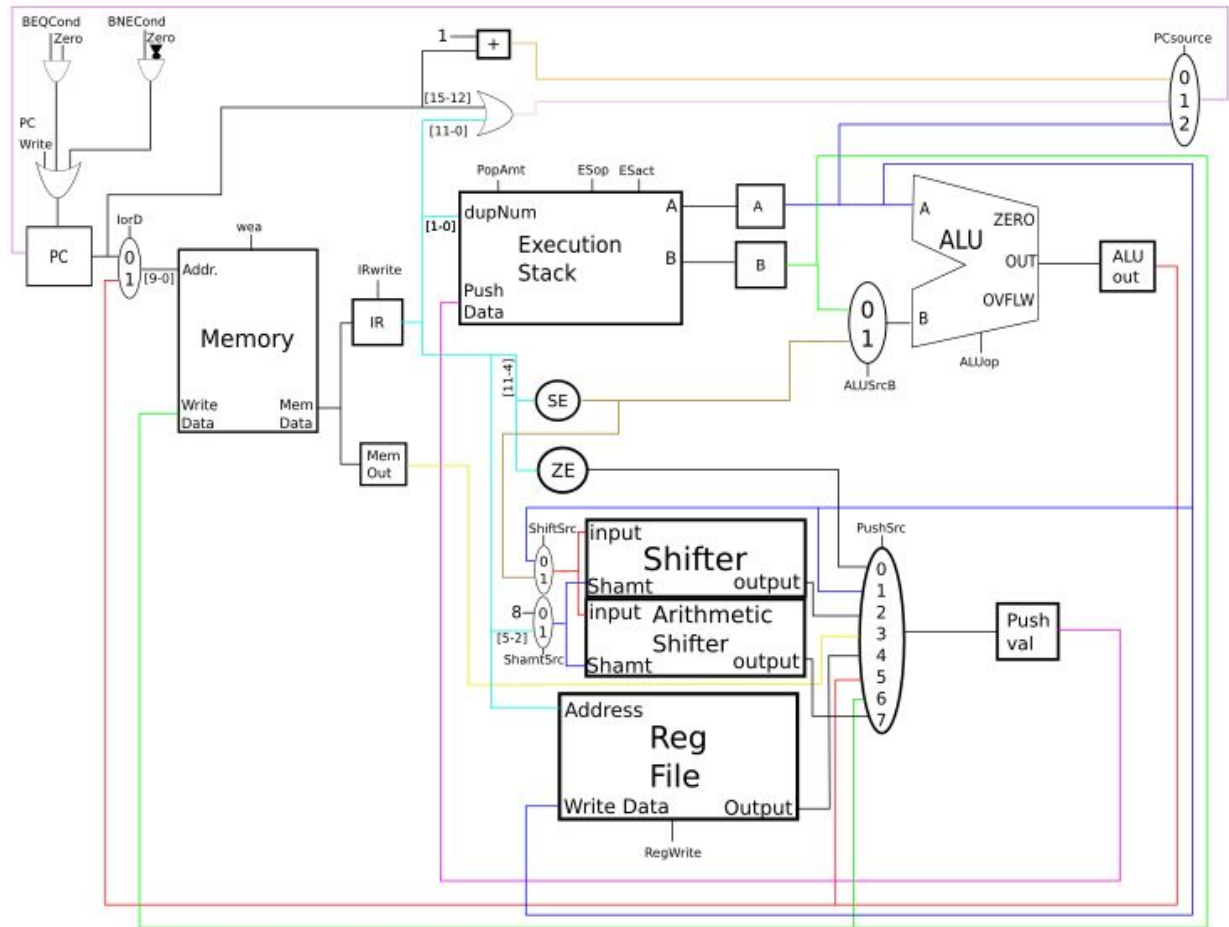 BEQCond
Zero
BNECond
Zero
1
+
PCsource
0
1
2
[15-12]
[11-0]
PC
Write
PopAmt
ESop
ESact
dupNum
A
B
Execution
Stack
Push
Data
[1-0]
A
B
A
B
ALU
ZERO
OUT
OVFLW
ALUop
ALU
out
PC
IorD
0
1
[9-0]
wea
Addr.
Memory
Write
Data
Mem
Data
IRwrite
IR
Mem
Out
0
1
ALUSrcB
[11-4]
SE
ZE
ShiftSrc
0
1
input
Shifter
Shamt
output
8
0
1
[5-2]
ShamtSrc
input
Arithmetic
Shifter
Shamt
output
PushSrc
0
1
2
3
4
5
6
7
Push
val
Address
Reg
File
Write Data
Output
RegWrite